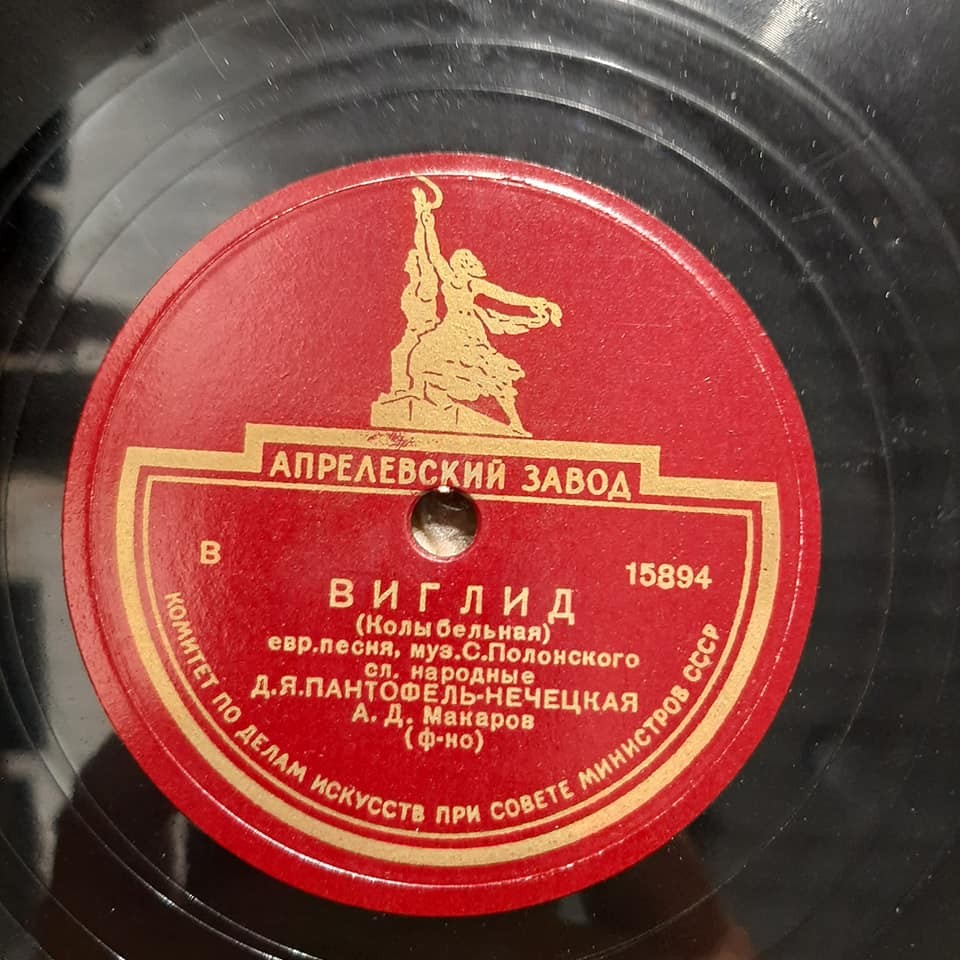 АПРЕЛЕВСКИЙ ЗАВОД
В
15894
ВИГЛИД
(Колыбельная)
евр.песня, муз.С.Полонского
сл. народные
Д.Я.ПАНТОФЕЛЬ-НЕЧЕЦКАЯ
А.Д. Макаров
(ф-но)
КОМИТЕТ ПО ДЕЛАМ ИСКУССТВ ПРИ СОВЕТЕ МИНИСТРОВ СССР